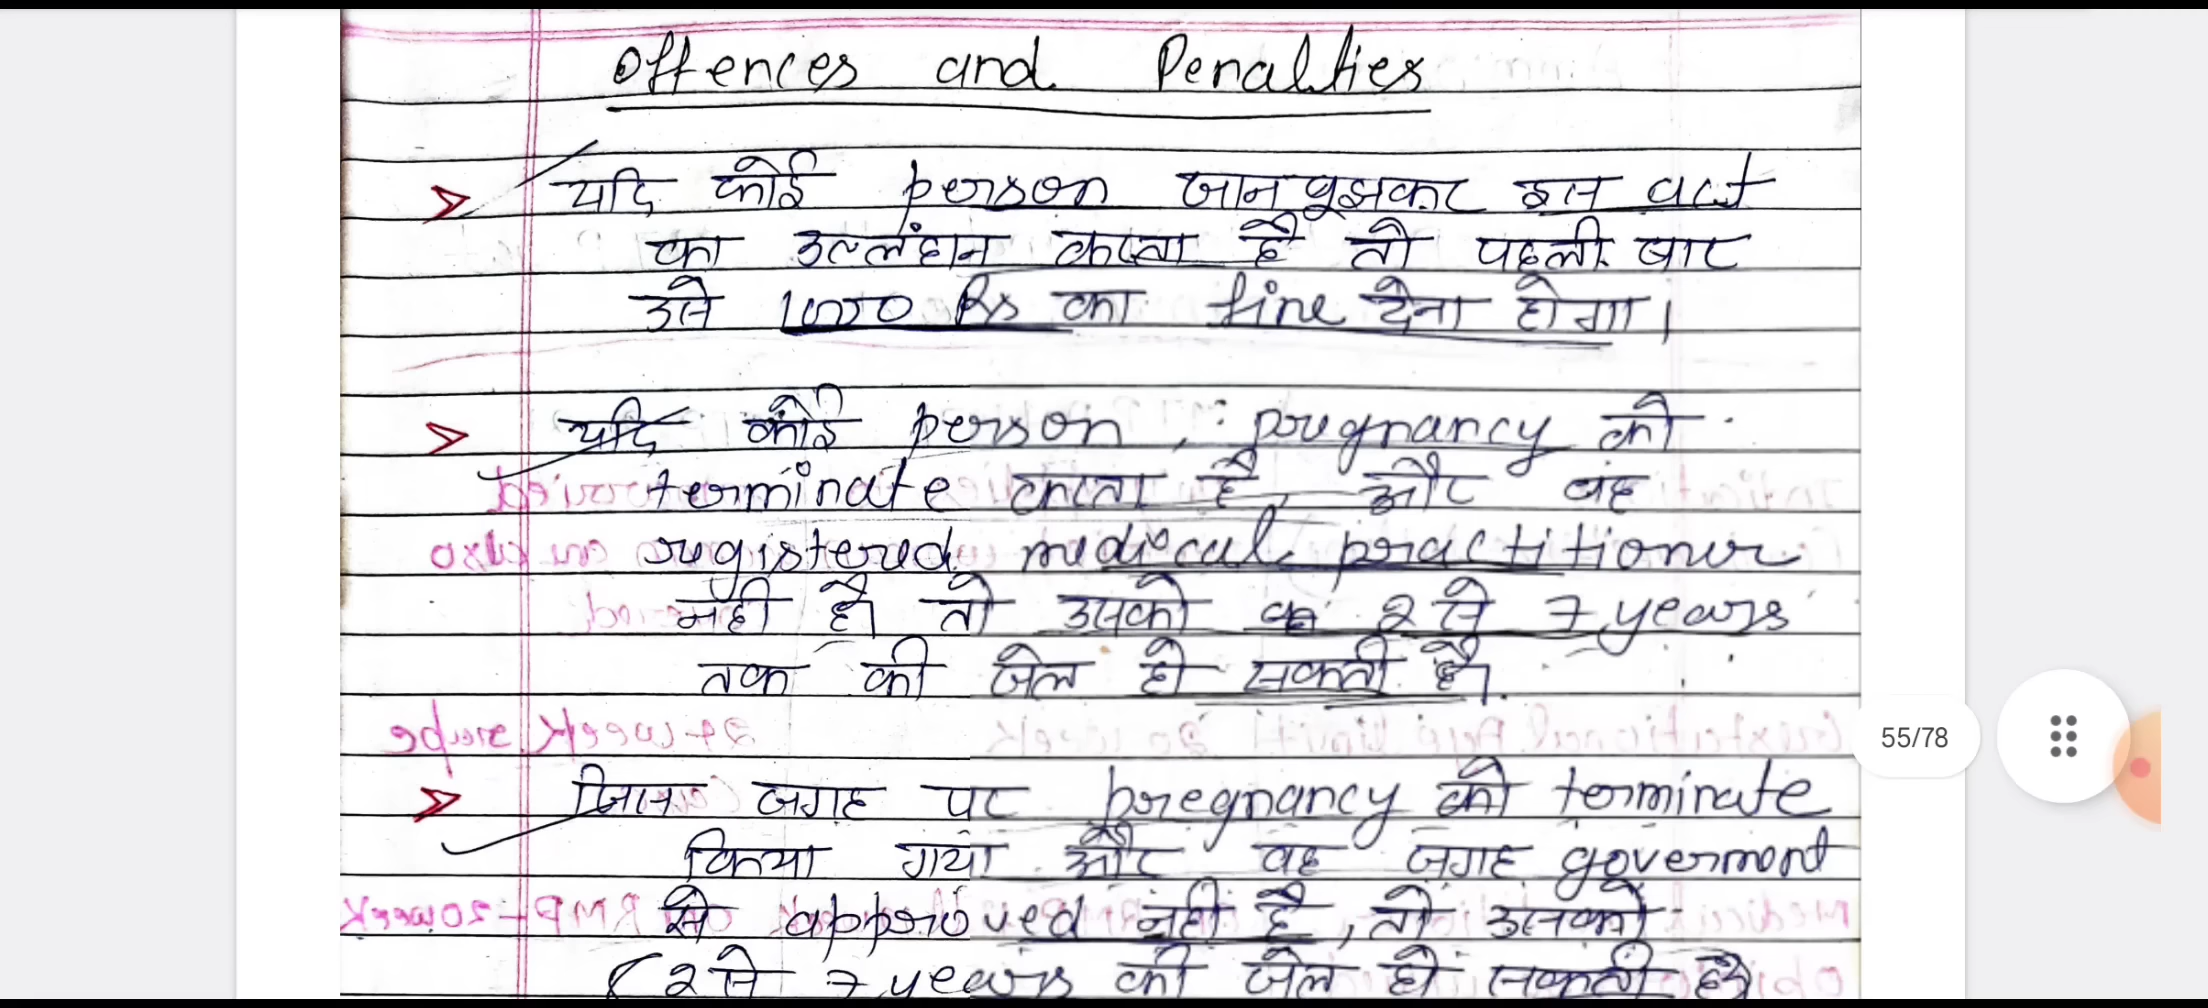 Offences and Penalties
> यदि कोई person जानबुझकर इस act
का उल्लंघन करता है तो पहली बार
उसे 1000 Rs का fine देना होगा।
> यदि कोई person, pregnancy को
terminate करता है, और वह
registered medical practitioner
नही है। तो उसको 2 से 7 years
तक की जेल हो सकती है।
> जिस जगह पर pregnancy को terminate
किया गया और वह जगह goverment
से approved नही है, तो उसको
(2 से 7 years की जेल हो सकती है)
55/78